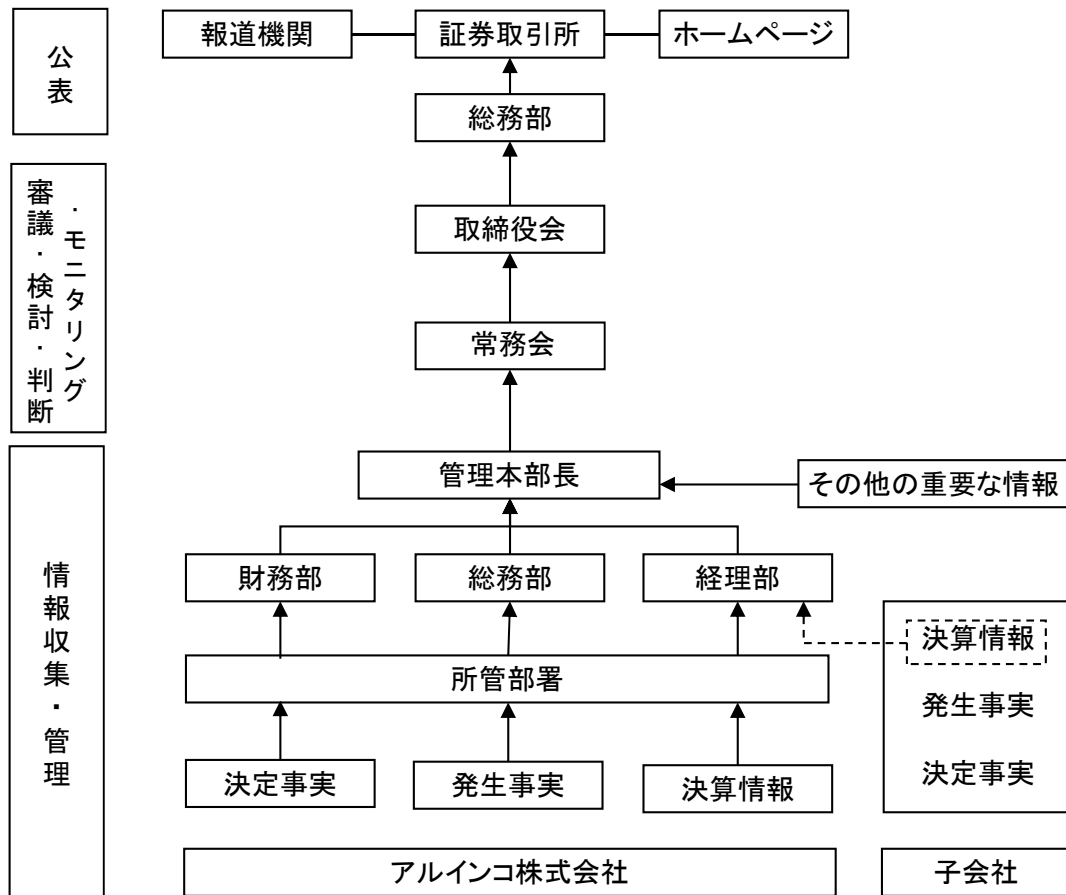 公表
報道機関
証券取引所
ホームページ
総務部
審議・検討・判断
・モニタリング
取締役会
常務会
情報収集・管理
管理本部長
その他の重要な情報
財務部
総務部
経理部
決算情報
所管部署
発生事実
決定事実
決定事実
発生事実
決算情報
アルインコ株式会社
子会社